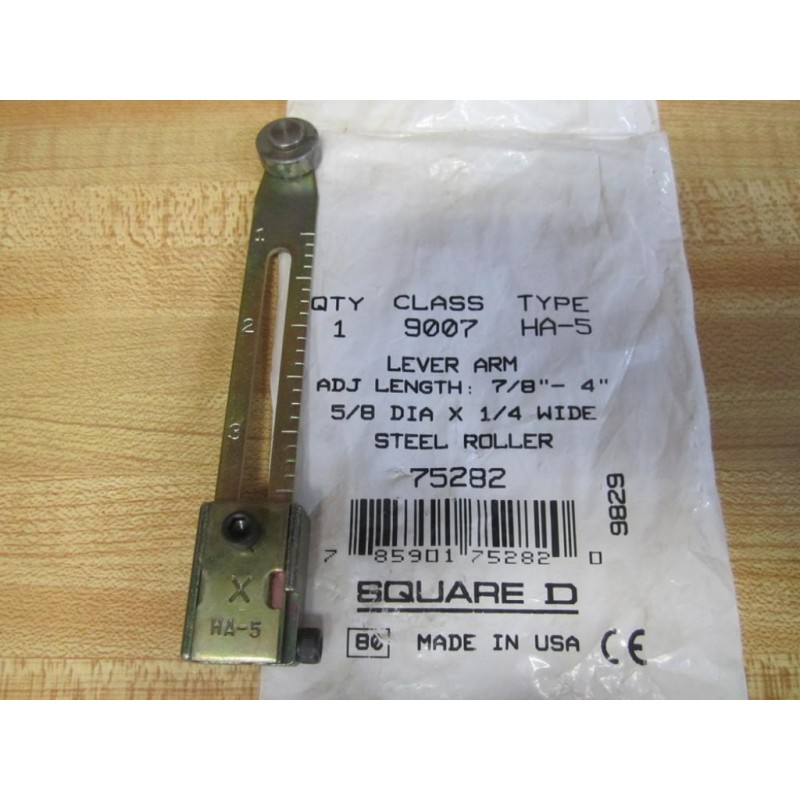 QTY CLASS TYPE
1 9007 HA-5
LEVER ARM
ADJ LENGTH: 7/8"- 4"
5/8 DIA X 1/4 WIDE
STEEL ROLLER
75282
9829
7 85901 75282 0
SQUARE D
80 MADE IN USA CE
2
3
X
HA-5